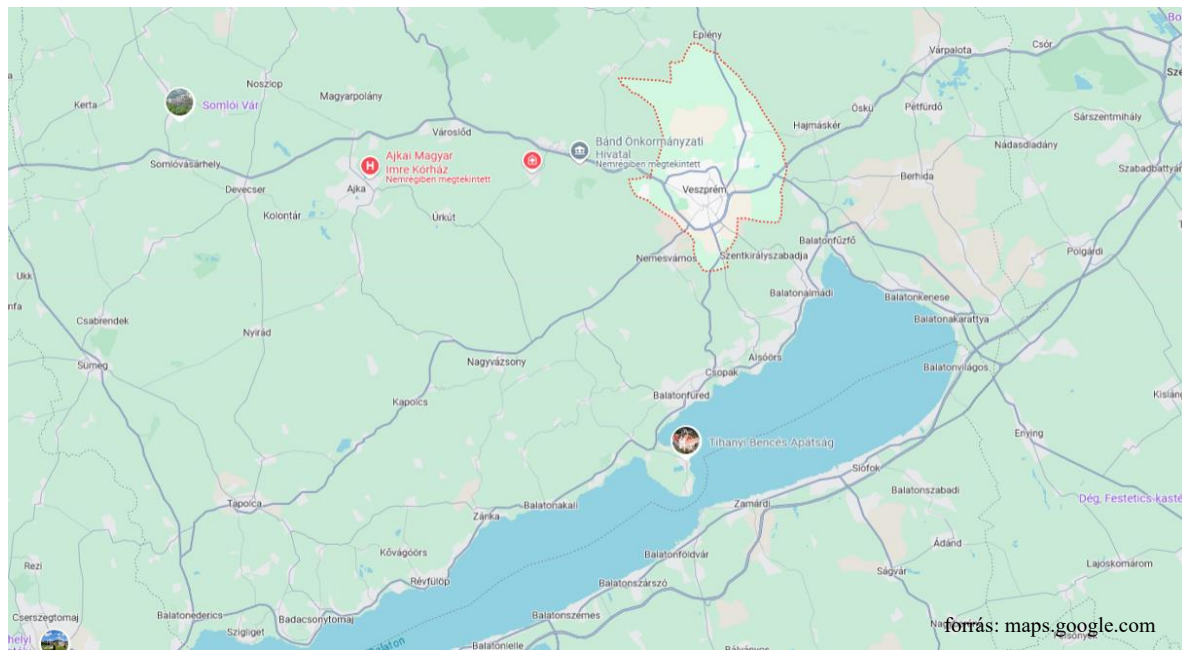 Eplény
Várpalota
Csór
Noszlop
Kerta
Somlói Vár
Magyarpolány
Öskü
Pétfürdő
Sárszentmihály
Városlőd
Hajmáskér
Bánd Önkormányzati
Hivatal
Nemrégiben megtekintett
Nádasdladány
Somlóvásárhely
Ajkai Magyar
Imre Kórház
Nemrégiben megtekintett
Szabadbattyán
Devecser
Ajka
Veszprém
Berhida
Kolontár
Úrkút
Balatonfűzfő
Polgárdi
Nemesvámos
Szentkirályszabadja
Ukk
Balatonalmádi
Balatonkenese
Csabrendek
Nyirád
Balatonakarattya
Sümeg
Nagyvázsony
Alsóörs
Csopak
Balatonvilágos
Kapolcs
Balatonfüred
Tihanyi Bencés Apátság
Enying
Siófok
Balatonszabadi
Dég, Festetics-kasté
Tapolca
Zánka
Balatonakali
Zamárdi
Kővágóörs
Ádánd
Rezi
Révfülöp
Balatonföldvár
Ságvár
Lajoskomárom
Balatonszárszó
Cserszegtomaj
Balatonederics
Badacsonytomaj
Balatonszemes
Szigliget
forrás: maps.google.com
Balaton
Balatonlelle